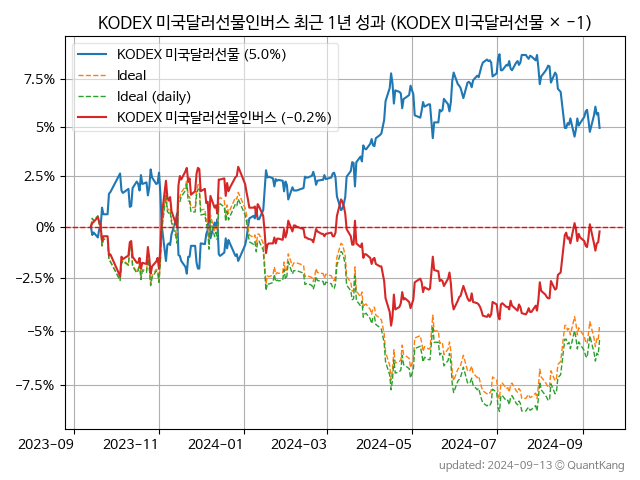 KODEX 미국달러선물인버스 최근 1년 성과 (KODEX 미국달러선물 × −1)
KODEX 미국달러선물 (5.0%)
Ideal
Ideal (daily)
KODEX 미국달러선물인버스 (−0.2%)
7.5%
5%
2.5%
0%
−2.5%
−5%
−7.5%
2023-09 2023-11 2024-01 2024-03 2024-05 2024-07 2024-09
updated: 2024-09-13 © QuantKang